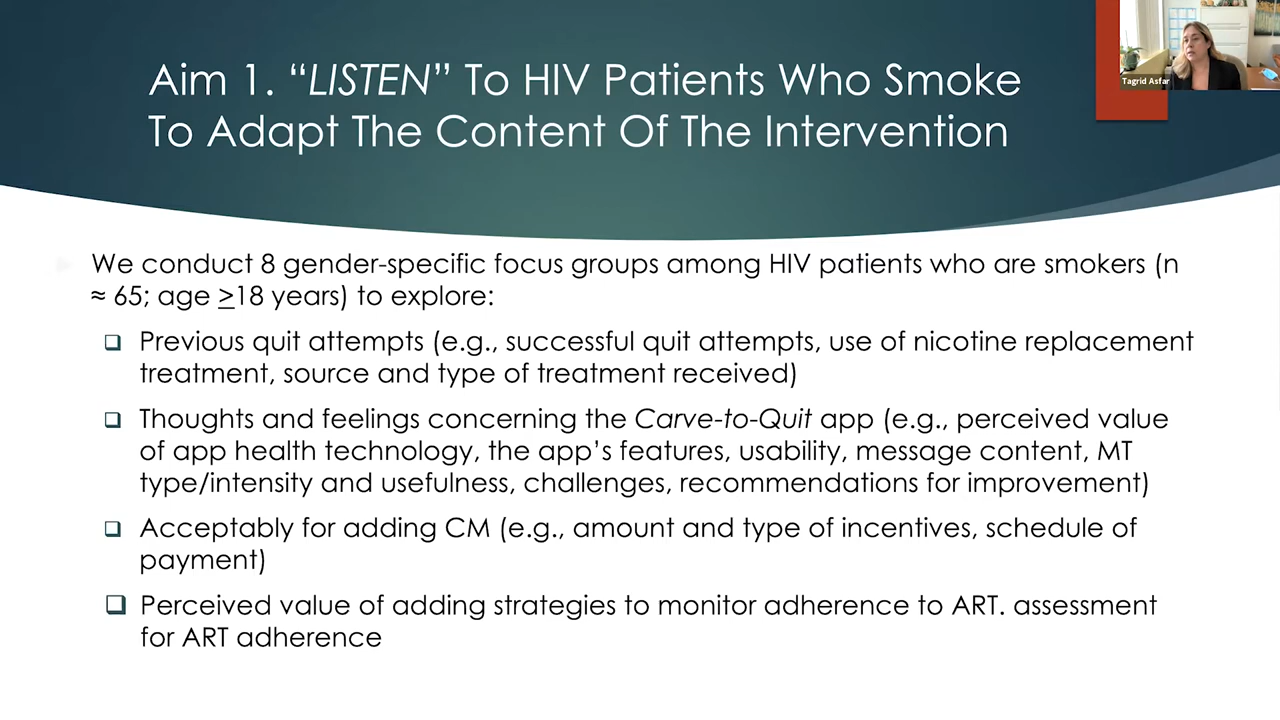 Aim 1. “LISTEN” To HIV Patients Who Smoke
To Adapt The Content Of The Intervention
Tagrid Asfar
We conduct 8 gender-specific focus groups among HIV patients who are smokers (n
≈ 65; age ≥18 years) to explore:
❑ Previous quit attempts (e.g., successful quit attempts, use of nicotine replacement
treatment, source and type of treatment received)
❑ Thoughts and feelings concerning the Carve-to-Quit app (e.g., perceived value
of app health technology, the app’s features, usability, message content, MT
type/intensity and usefulness, challenges, recommendations for improvement)
❑ Acceptably for adding CM (e.g., amount and type of incentives, schedule of
payment)
❑ Perceived value of adding strategies to monitor adherence to ART. assessment
for ART adherence